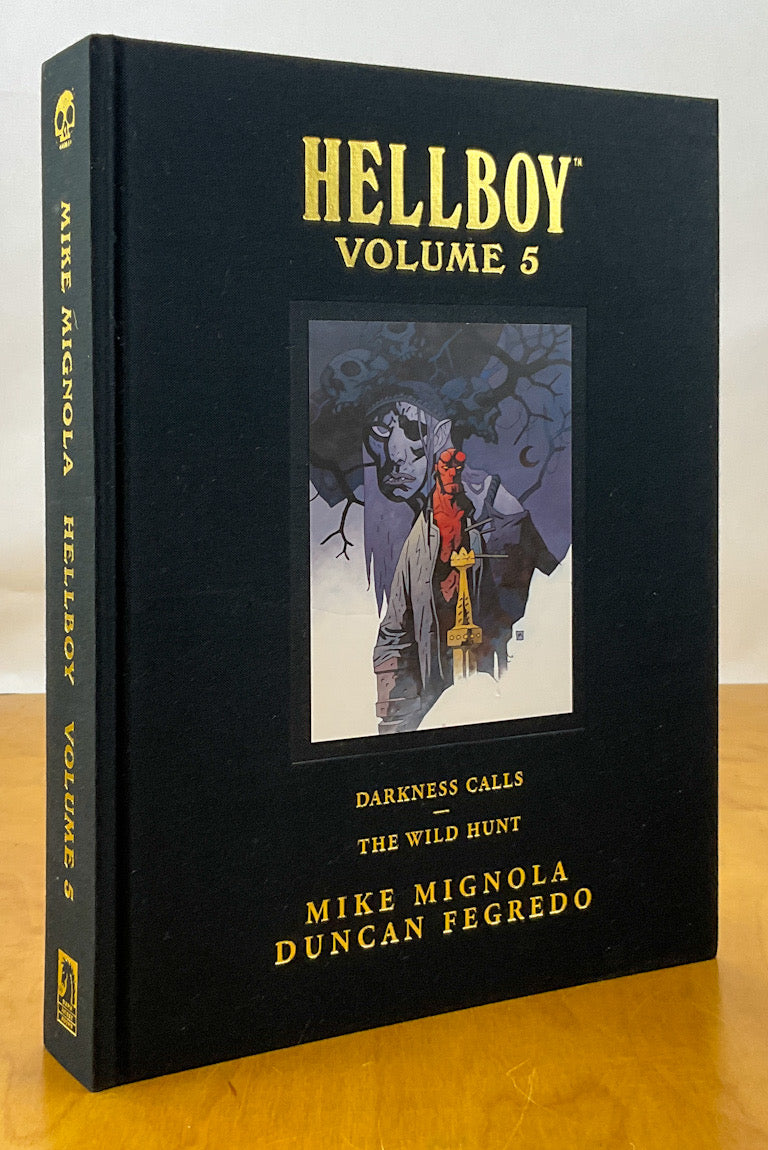 HELLBOY™
VOLUME 5
DARKNESS CALLS
—
THE WILD HUNT
MIKE MIGNOLA
DUNCAN FEGREDO
MIKE MIGNOLA HELLBOY VOLUME 5